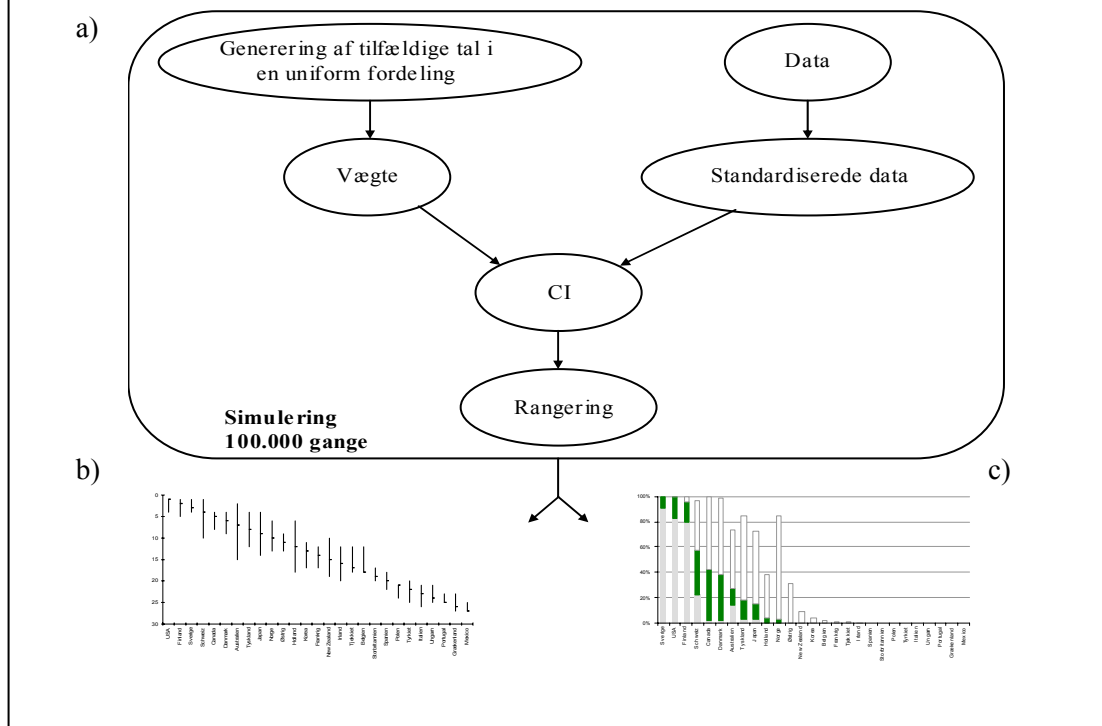 a)
Generering af tilfældige tal i
en uniform fordeling
Data
Vægte
Standardiserede data
CI
Rangering
Simulering
100.000 gange
b)
c)
0
5
10
15
20
25
30
USA
Finland
Sverige
Schweiz
Canada
Danmark
Australien
Tyskland
Japan
Norge
Østrig
Holland
Korea
Frankrig
New Zealand
Irland
Tjekkiet
Belgien
Storbritannien
Spanien
Polen
Tyrkiet
Italien
Ungarn
Portugal
Grækenland
Mexico
100%
80%
60%
40%
20%
0%
Sverige
USA
Finland
Schweiz
Canada
Danmark
Australien
Tyskland
Japan
Holland
Norge
Østrig
New Zealand
Korea
Belgien
Frankrig
Tjekkiet
Irland
Spanien
Storbritannien
Polen
Tyrkiet
Italien
Ungarn
Portugal
Grækenland
Mexico